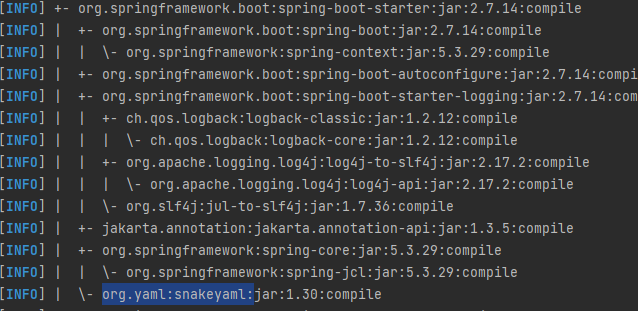 [INFO] +- org.springframework.boot:spring-boot-starter:jar:2.7.14:compile
[INFO] |  +- org.springframework.boot:spring-boot:jar:2.7.14:compile
[INFO] |  |  \- org.springframework:spring-context:jar:5.3.29:compile
[INFO] |  +- org.springframework.boot:spring-boot-autoconfigure:jar:2.7.14:compi
[INFO] |  +- org.springframework.boot:spring-boot-starter-logging:jar:2.7.14:com
[INFO] |  |  +- ch.qos.logback:logback-classic:jar:1.2.12:compile
[INFO] |  |  |  \- ch.qos.logback:logback-core:jar:1.2.12:compile
[INFO] |  |  +- org.apache.logging.log4j:log4j-to-slf4j:jar:2.17.2:compile
[INFO] |  |  |  \- org.apache.logging.log4j:log4j-api:jar:2.17.2:compile
[INFO] |  |  \- org.slf4j:jul-to-slf4j:jar:1.7.36:compile
[INFO] |  +- jakarta.annotation:jakarta.annotation-api:jar:1.3.5:compile
[INFO] |  +- org.springframework:spring-core:jar:5.3.29:compile
[INFO] |  |  \- org.springframework:spring-jcl:jar:5.3.29:compile
[INFO] |  \- org.yaml:snakeyaml:jar:1.30:compile